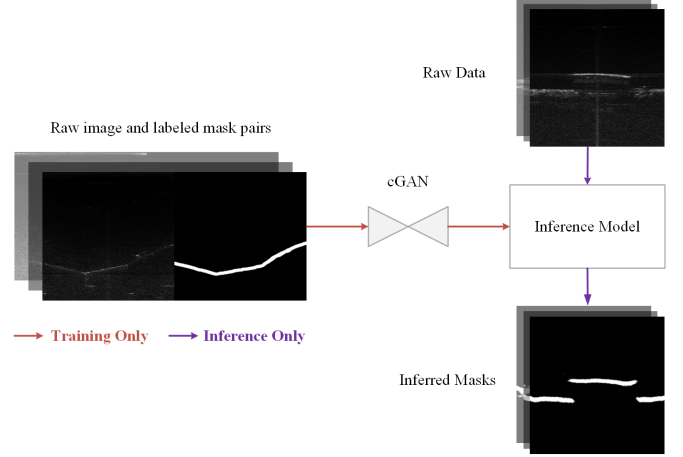 Raw Data
Raw image and labeled mask pairs
cGAN
Inference Model
Training Only
Inference Only
Inferred Masks